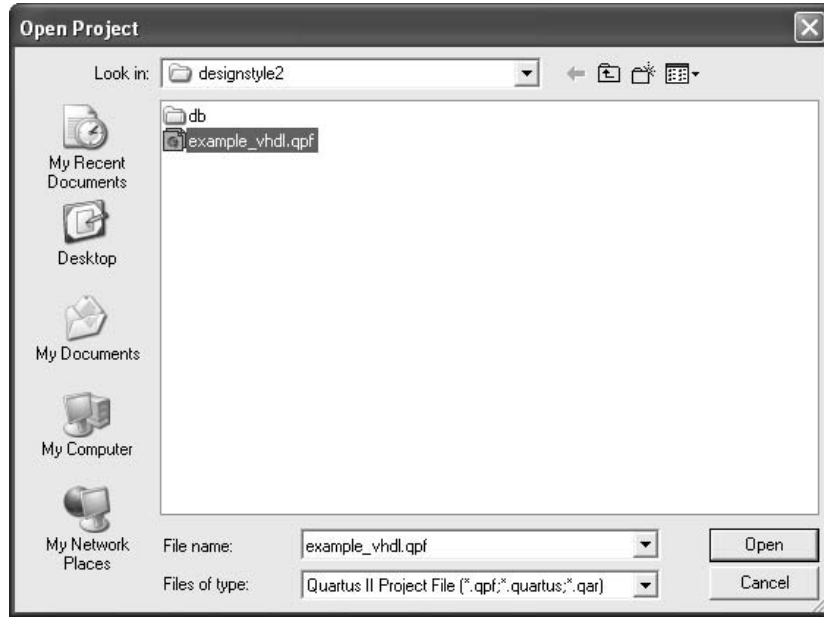 Open Project
Look in: designstyle2
db
example_vhdl.qpf
My Recent
Documents
Desktop
My Documents
My Computer
My Network
Places
File name: example_vhdl.qpf Open
Files of type: Quartus II Project File (*.qpf;*.quartus;*.qar) Cancel